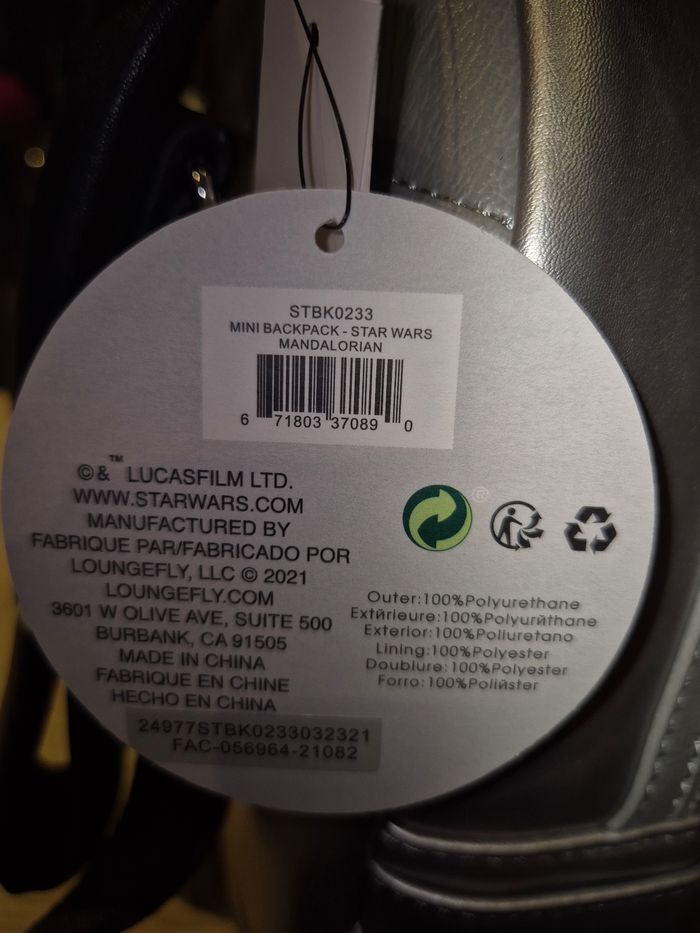 STBK0233
MINI BACKPACK - STAR WARS
MANDALORIAN
6 71803 37089 0
©& ™ LUCASFILM LTD.
WWW.STARWARS.COM
MANUFACTURED BY
FABRIQUE PAR/FABRICADO POR
LOUNGEFLY, LLC © 2021
LOUNGEFLY.COM
3601 W OLIVE AVE, SUITE 500
BURBANK, CA 91505
MADE IN CHINA
FABRIQUE EN CHINE
HECHO EN CHINA
24977STBK0233032321
FAC-056964-21082
®
Outer:100%Polyurethane
Extйrieure:100%Polyurйthane
Exterior:100%Poliuretano
Lining:100%Polyester
Doublure:100%Polyester
Forro:100%Poliйster